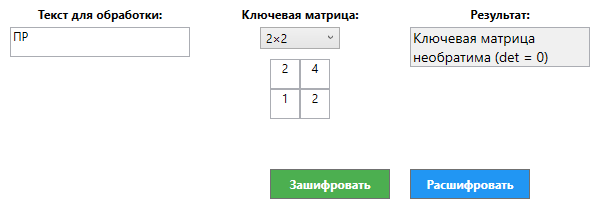 Текст для обработки:
Ключевая матрица:
Результат:
ПР
2×2
Ключевая матрица
необратима (det = 0)
2 4
1 2
Зашифровать
Расшифровать